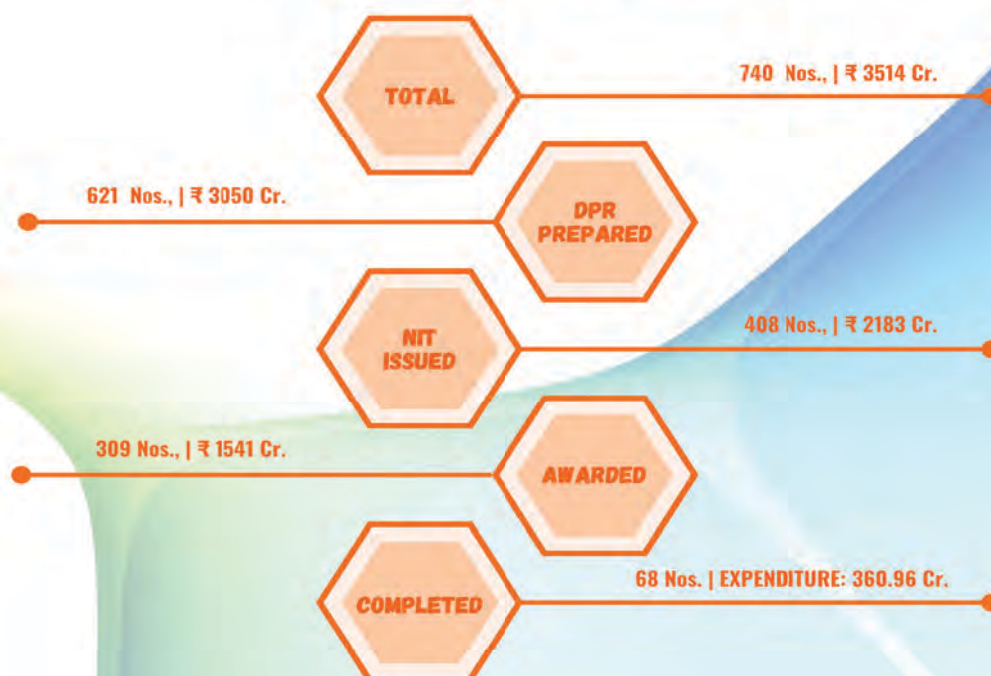 740 Nos., | ₹ 3514 Cr.
TOTAL
621 Nos., | ₹ 3050 Cr.
DPR
PREPARED
408 Nos., | ₹ 2183 Cr.
NIT
ISSUED
309 Nos., | ₹ 1541 Cr.
AWARDED
68 Nos. | EXPENDITURE: 360.96 Cr.
COMPLETED